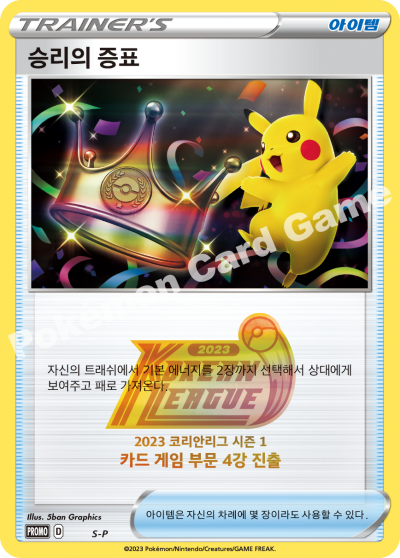 TRAINER'S
아이템
승리의 증표
Pokémon Card Game
자신의 트래쉬에서 기본 에너지를 2장까지 선택해서 상대에게
보여주고 패로 가져온다.
2023
KOREAN
LEAGUE
2023 코리안리그 시즌 1
카드 게임 부문 4강 진출
Illus. 5ban Graphics
PROMO D S-P
아이템은 자신의 차례에 몇 장이라도 사용할 수 있다.
©2023 Pokémon/Nintendo/Creatures/GAME FREAK.